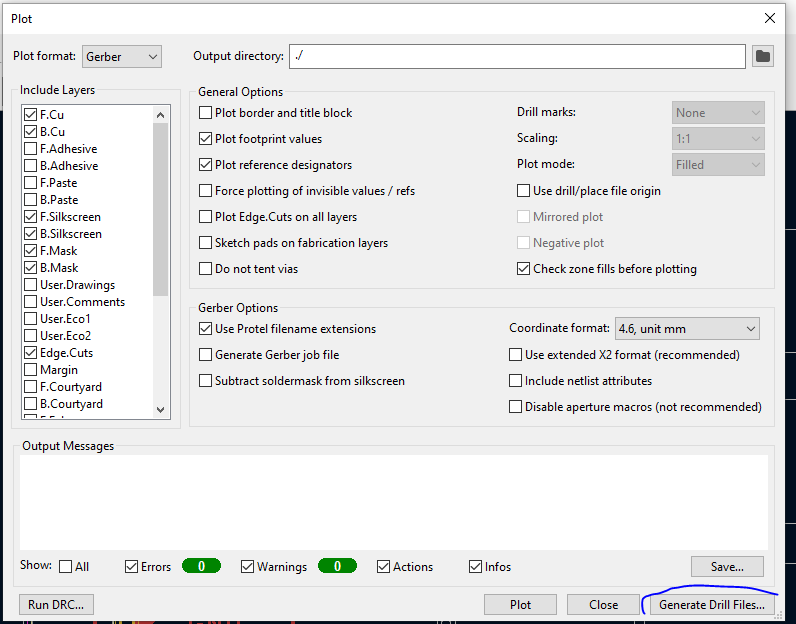 Plot
Plot format: Gerber Output directory: ./
Include Layers
F.Cu
B.Cu
F.Adhesive
B.Adhesive
F.Paste
B.Paste
F.Silkscreen
B.Silkscreen
F.Mask
B.Mask
User.Drawings
User.Comments
User.Eco1
User.Eco2
Edge.Cuts
Margin
F.Courtyard
B.Courtyard
General Options
Plot border and title block
Plot footprint values
Plot reference designators
Force plotting of invisible values / refs
Plot Edge.Cuts on all layers
Sketch pads on fabrication layers
Do not tent vias
Drill marks: None
Scaling: 1:1
Plot mode: Filled
Use drill/place file origin
Mirrored plot
Negative plot
Check zone fills before plotting
Gerber Options
Use Protel filename extensions
Generate Gerber job file
Subtract soldermask from silkscreen
Coordinate format: 4.6, unit mm
Use extended X2 format (recommended)
Include netlist attributes
Disable aperture macros (not recommended)
Output Messages
Show: All Errors 0 Warnings 0 Actions Infos Save...
Run DRC... Plot Close Generate Drill Files...